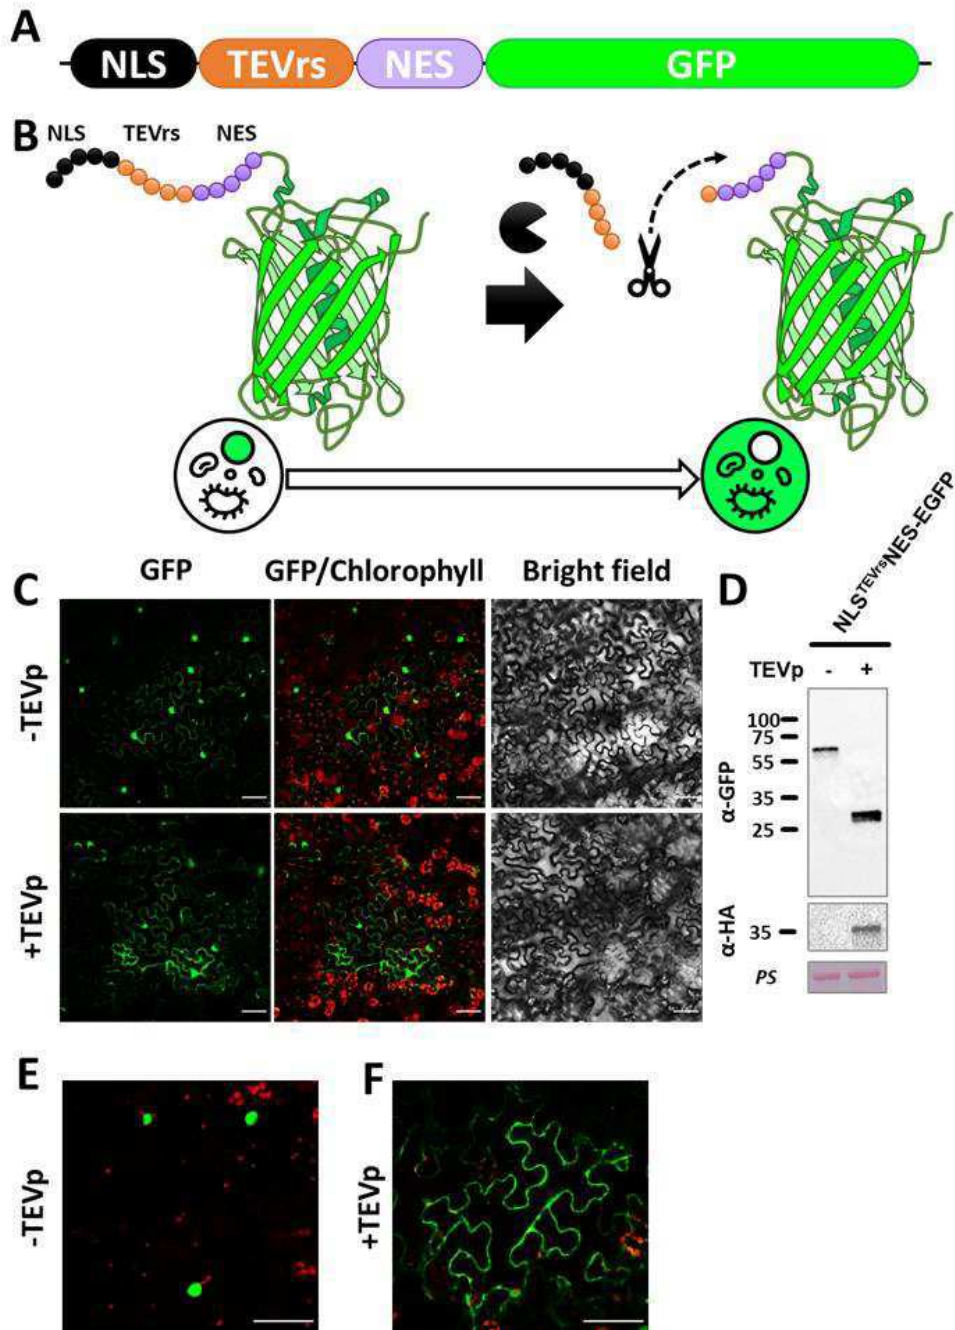 A
NLS TEVrs NES GFP
B
NLS TEVrs NES
C
GFP GFP/Chlorophyll Bright field
-TEVp
+TEVp
D
NLSTEVrsNES-EGFP
TEVp - +
α-GFP
100
75
55
35
25
α-HA
35
PS
E
-TEVp
F
+TEVp